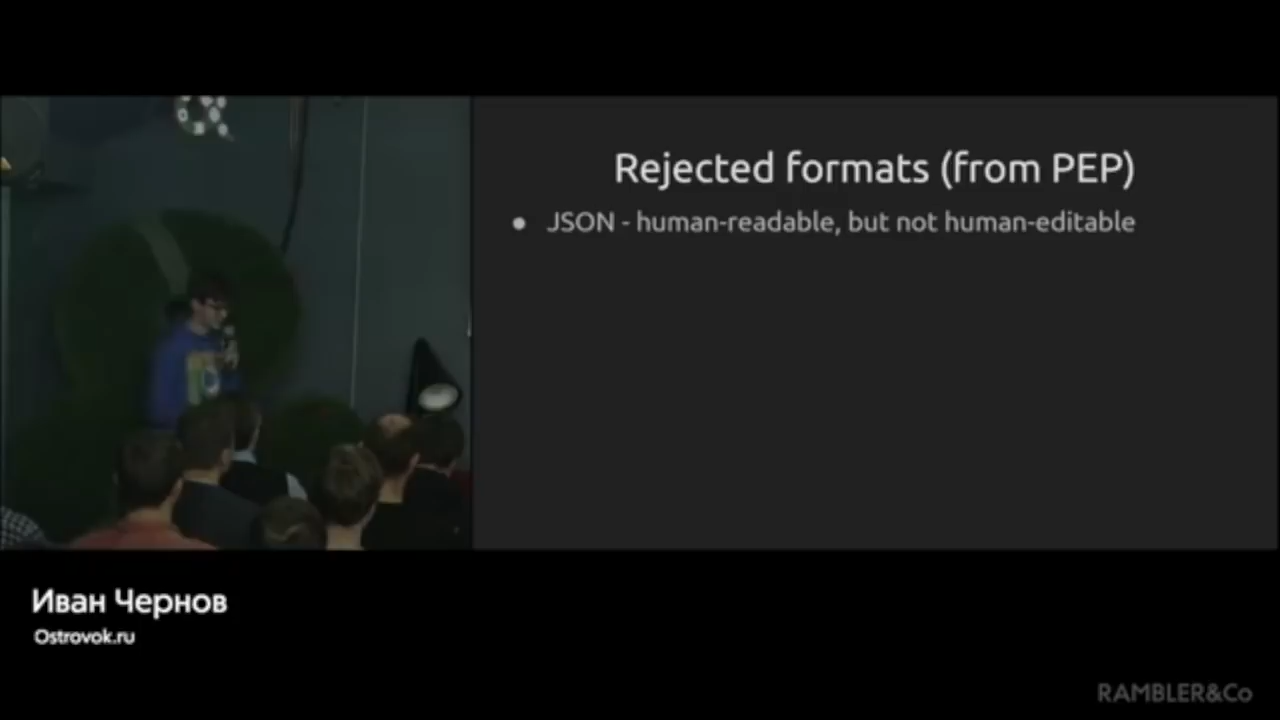 Rejected formats (from PEP)
● JSON - human-readable, but not human-editable
Иван Чернов
Ostrovok.ru
RAMBLER&Co